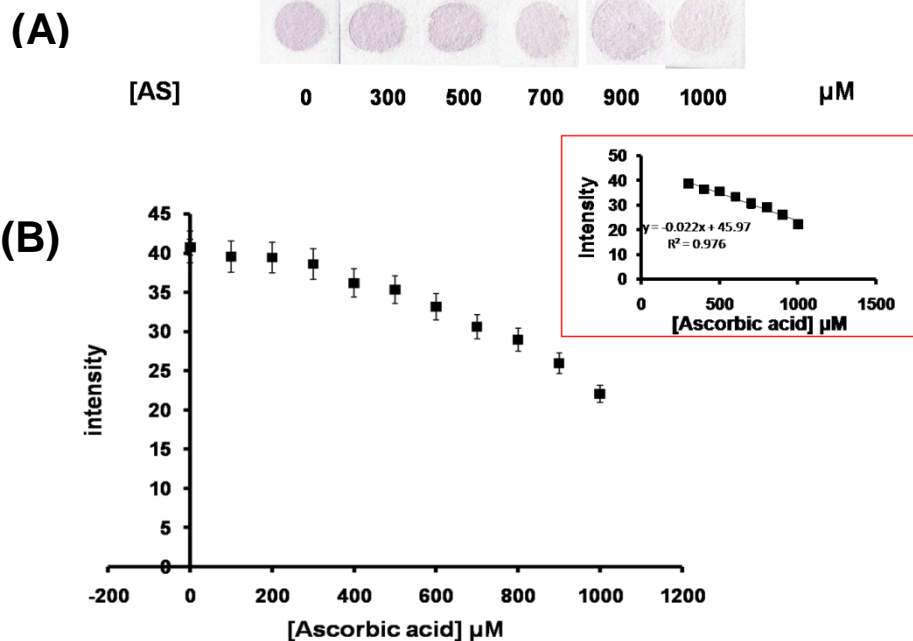 (A)
[AS] 0 300 500 700 900 1000 µM
(B)
50
40
30
20
10
0
Intensity
y = -0.022x + 45.97
R² = 0.976
0 500 1000 1500
[Ascorbic acid] µM
45
40
35
30
25
20
15
10
5
0
intensity
-200 0 200 400 600 800 1000 1200
[Ascorbic acid] µM